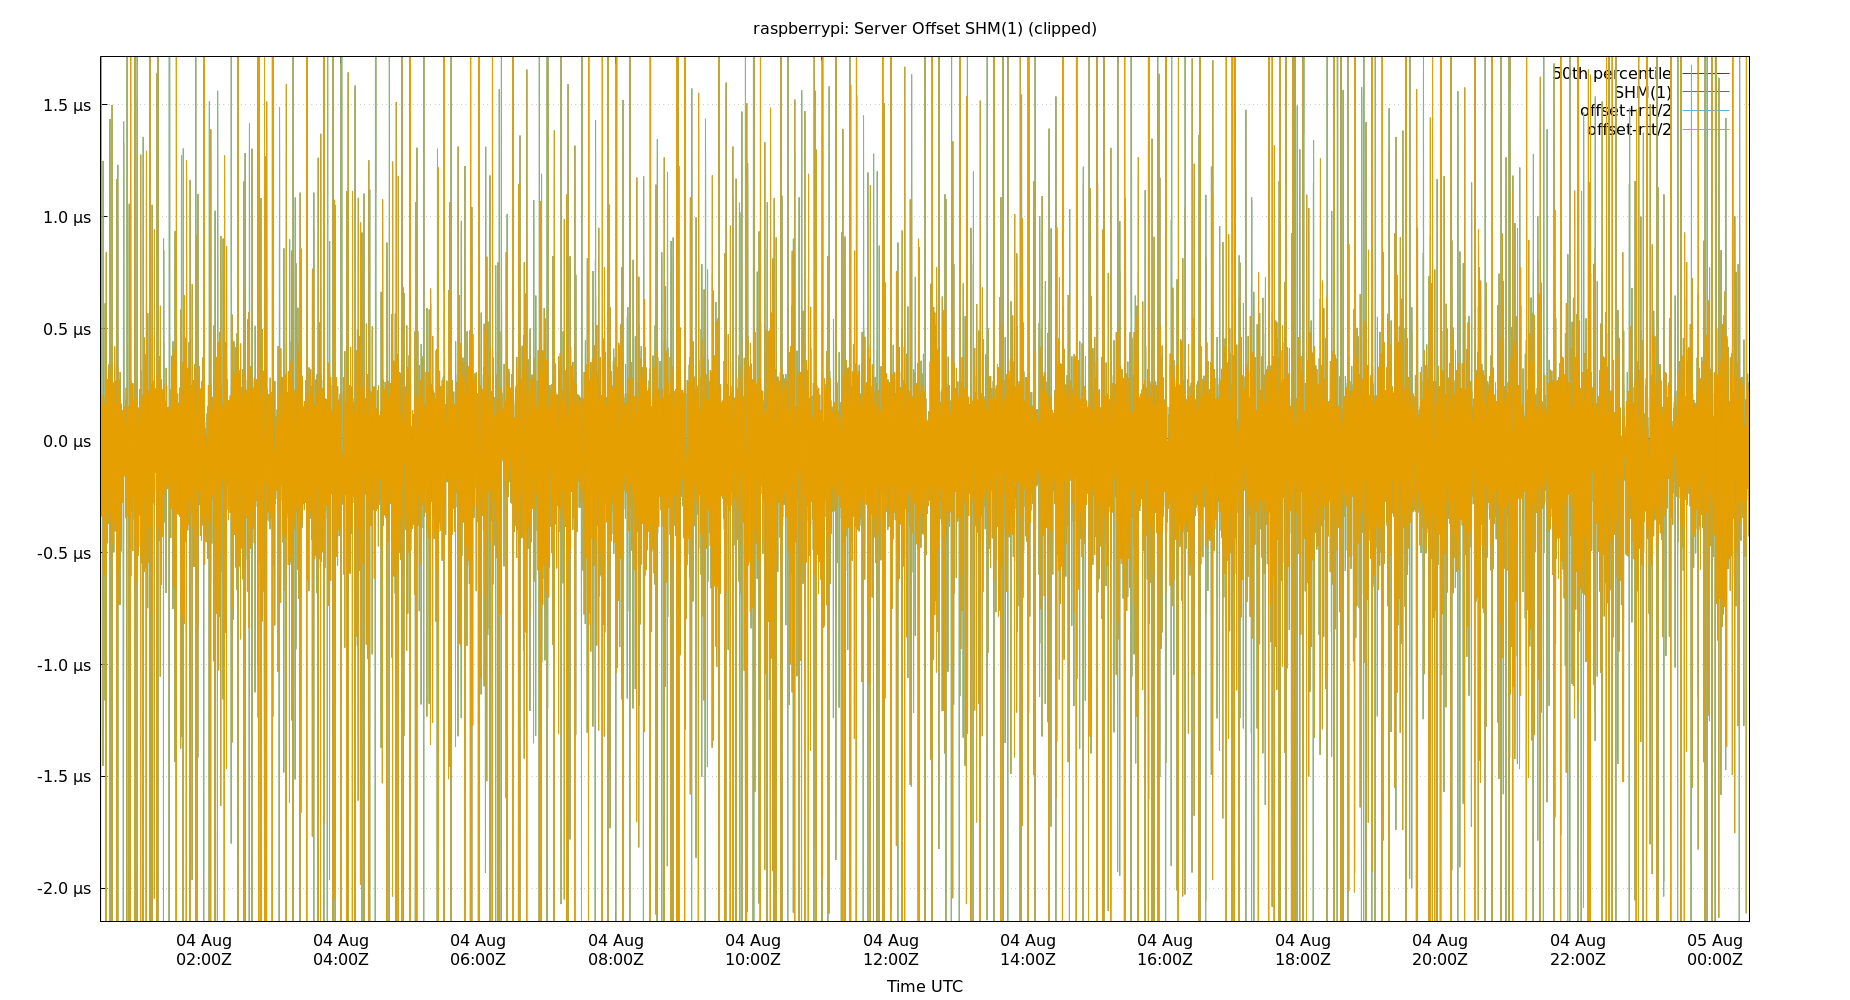 raspberrypi: Server Offset SHM(1) (clipped)
50th percentile
SHM(1)
offset+rtt/2
offset-rtt/2
1.5 µs
1.0 µs
0.5 µs
0.0 µs
-0.5 µs
-1.0 µs
-1.5 µs
-2.0 µs
04 Aug 04 Aug 04 Aug 04 Aug 04 Aug 04 Aug 04 Aug 04 Aug 04 Aug 04 Aug 04 Aug 05 Aug
02:00Z 04:00Z 06:00Z 08:00Z 10:00Z 12:00Z 14:00Z 16:00Z 18:00Z 20:00Z 22:00Z 00:00Z
Time UTC